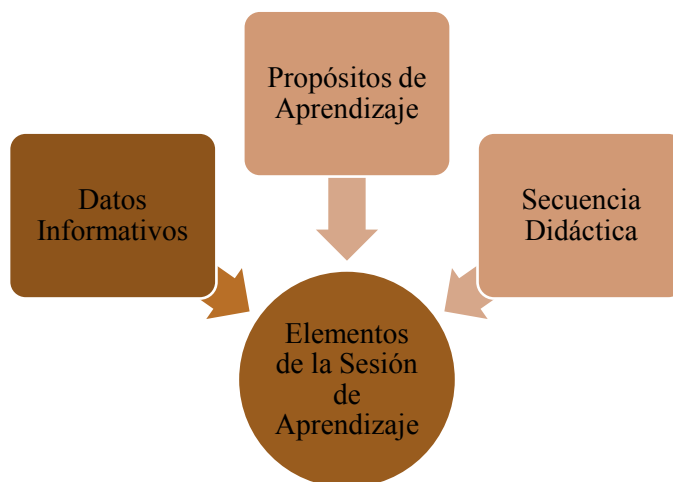 Propósitos de
Aprendizaje
Datos
Informativos
Secuencia
Didáctica
Elementos
de la Sesión
de
Aprendizaje